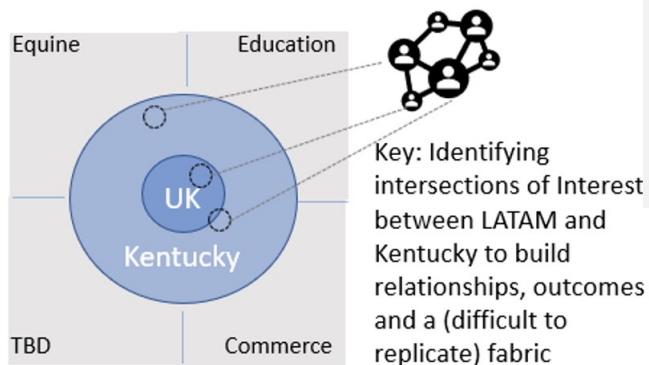 Equine
Education
UK
Kentucky
TBD
Commerce
Key: Identifying
intersections of Interest
between LATAM and
Kentucky to build
relationships, outcomes
and a (difficult to
replicate) fabric